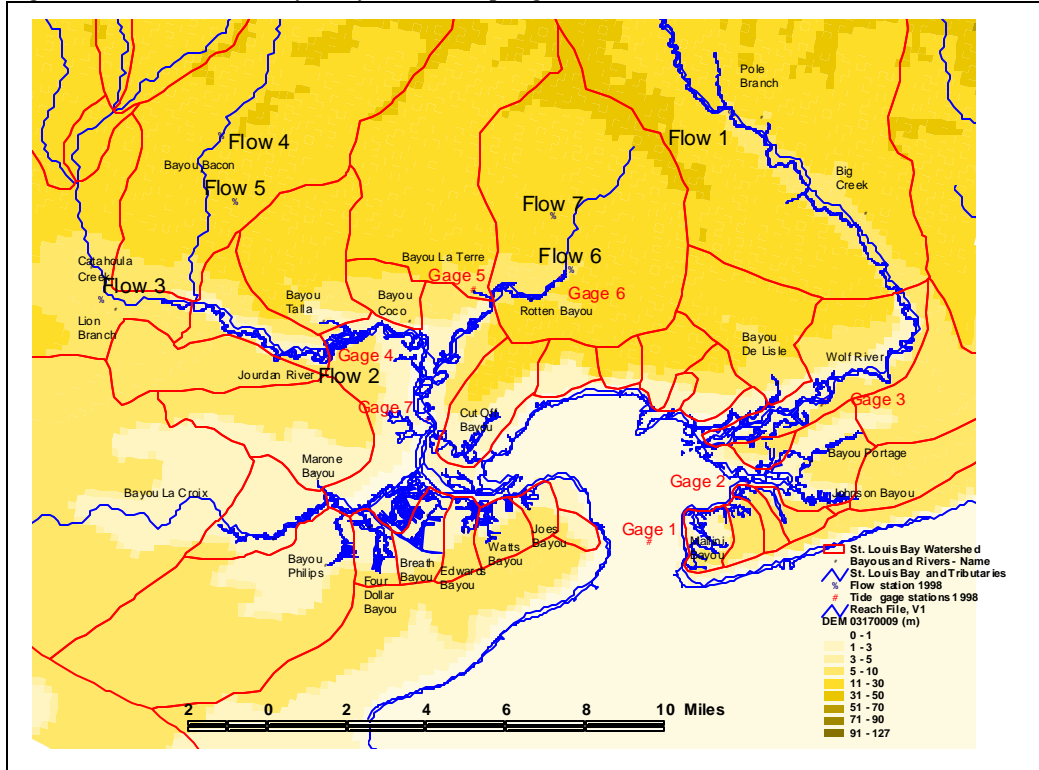 Pole
Branch
Flow 1
Flow 4
Bayou Bacon
Flow 5
Big
Creek
Flow 7
Catahoula
Creek
Flow 3
Lion
Branch
Bayou La Terre
Gage 5
Flow 6
Gage 6
Rotten Bayou
Bayou
Talla
Bayou
Coco
Gage 4
Jourdan River
Flow 2
Bayou
De Lisle
Wolf River
Gage 3
Gage 7
Cut Off
Bayou
Marone
Bayou
Bayou La Croix
Bayou Portage
Gage 2
Johnson Bayou
Gage 1
Mallini
Bayou
Joes
Bayou
Watts
Bayou
Edwards
Bayou
Breath
Bayou
Four
Dollar
Bayou
Bayou
Philips
St. Louis Bay Watershed
Bayous and Rivers - Name
St. Louis Bay and Tributaries
% Flow station 1998
# Tide gage stations 1998
Reach File, V1
DEM 03170009 (m)
0 - 1
1 - 3
3 - 5
5 - 10
11 - 30
31 - 50
51 - 70
71 - 90
91 - 127
2 0 2 4 6 8 10 Miles